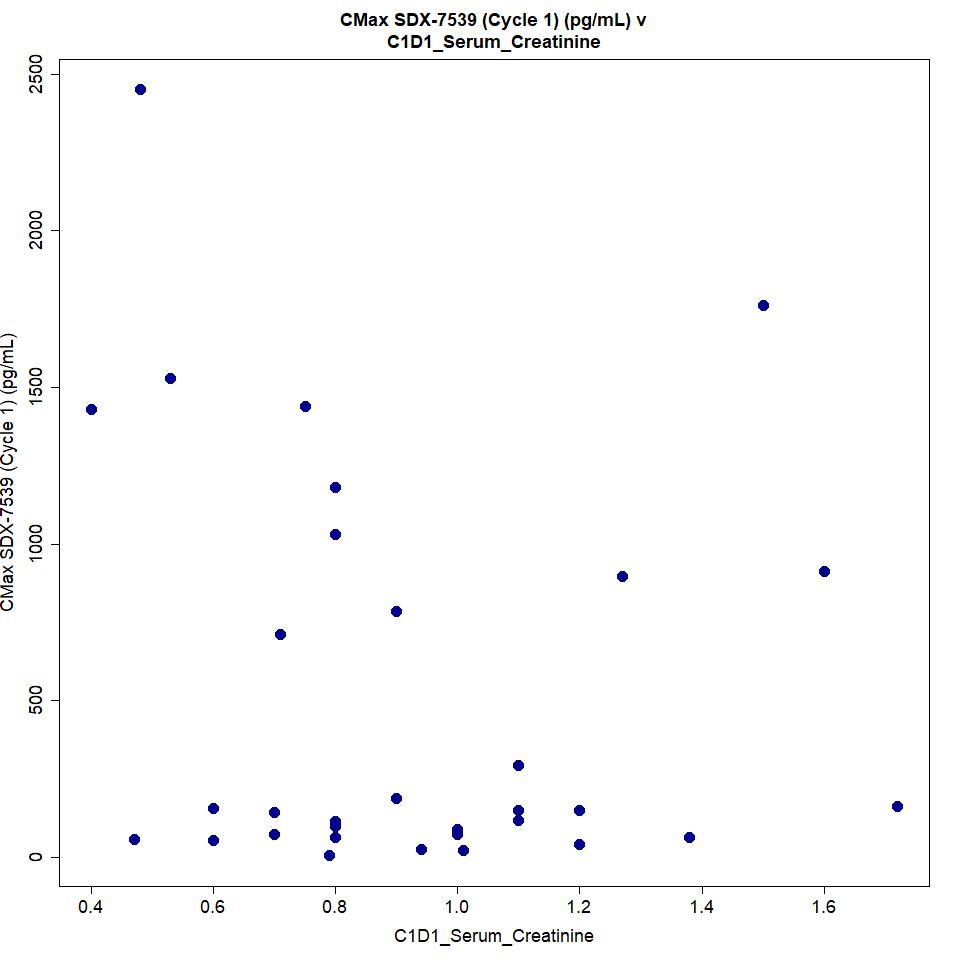 CMax SDX-7539 (Cycle 1) (pg/mL) v
C1D1_Serum_Creatinine
CMax SDX-7539 (Cycle 1) (pg/mL)
2500
2000
1500
1000
500
0
0.4 0.6 0.8 1.0 1.2 1.4 1.6
C1D1_Serum_Creatinine